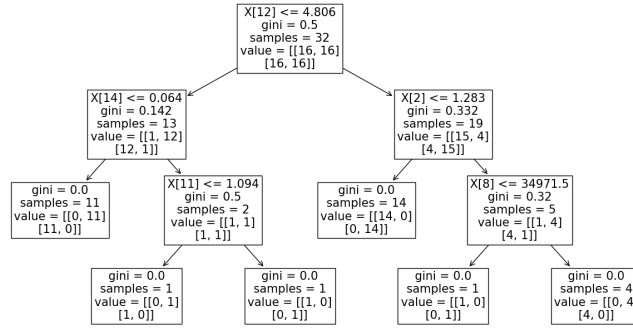 X[12] <= 4.806
gini = 0.5
samples = 32
value = [[16, 16]
[16, 16]]
X[14] <= 0.064
gini = 0.142
samples = 13
value = [[1, 12]
[12, 1]]
X[2] <= 1.283
gini = 0.332
samples = 19
value = [[15, 4]
[4, 15]]
gini = 0.0
samples = 11
value = [[0, 11]
[11, 0]]
X[11] <= 1.094
gini = 0.5
samples = 2
value = [[1, 1]
[1, 1]]
gini = 0.0
samples = 14
value = [[14, 0]
[0, 14]]
X[8] <= 34971.5
gini = 0.32
samples = 5
value = [[1, 4]
[4, 1]]
gini = 0.0
samples = 1
value = [[0, 1]
[1, 0]]
gini = 0.0
samples = 1
value = [[1, 0]
[0, 1]]
gini = 0.0
samples = 1
value = [[1, 0]
[0, 1]]
gini = 0.0
samples = 4
value = [[0, 4]
[4, 0]]